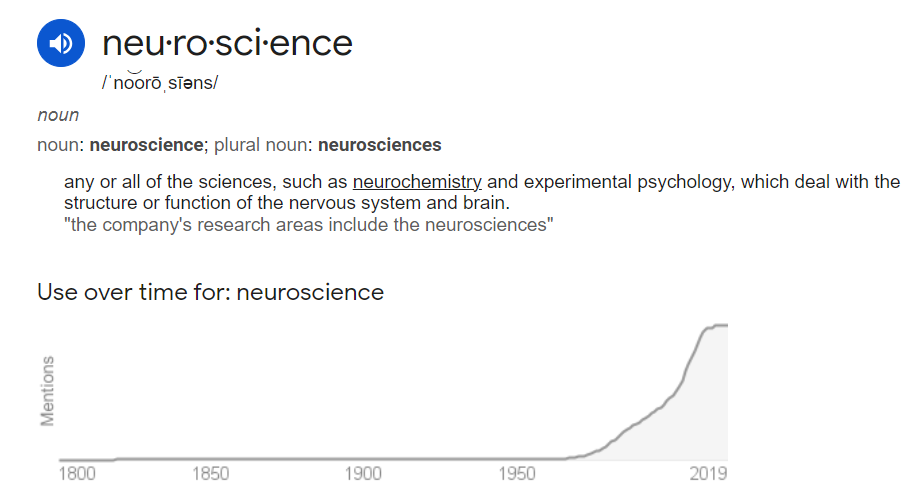 neu·ro·sci·ence
/ˈno͝orōˌsīəns/
noun
noun: neuroscience; plural noun: neurosciences
any or all of the sciences, such as neurochemistry and experimental psychology, which deal with the
structure or function of the nervous system and brain.
"the company's research areas include the neurosciences"
Use over time for: neuroscience
Mentions
1800 1850 1900 1950 2019